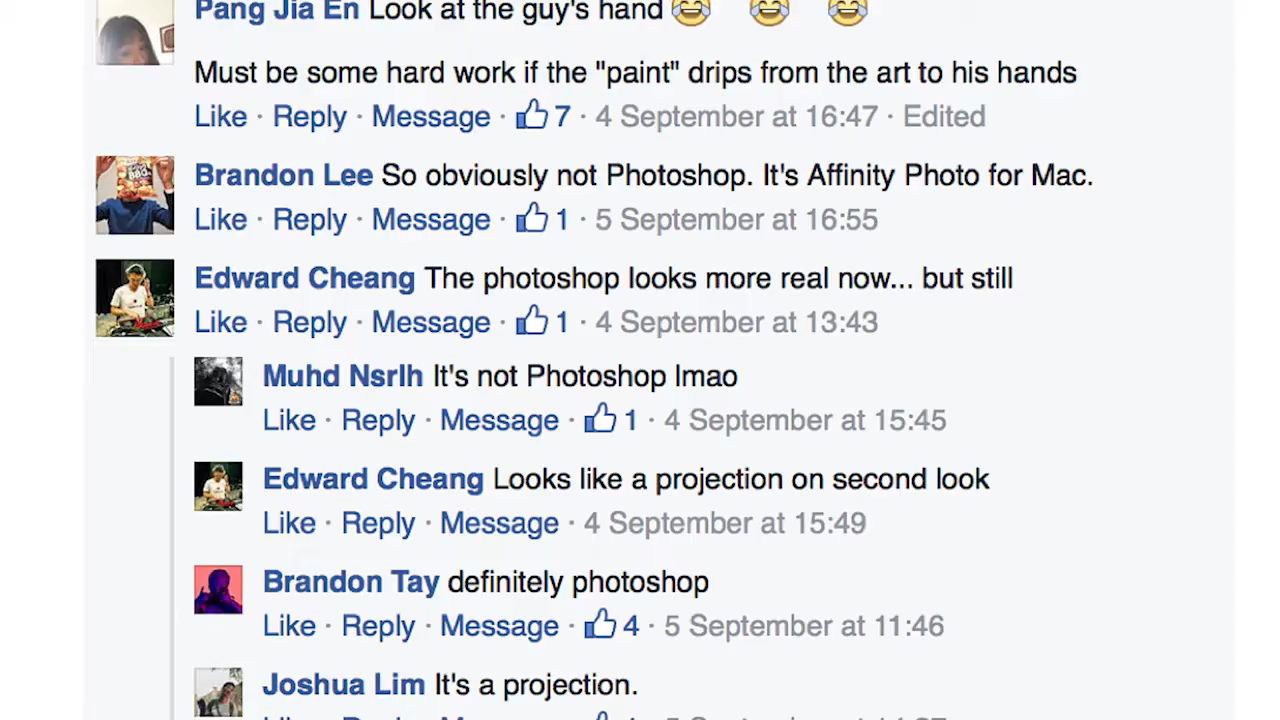 Pang Jia En Look at the guy's hand 😂 😂 😂
Must be some hard work if the "paint" drips from the art to his hands
Like · Reply · Message · 7 · 4 September at 16:47 · Edited
Brandon Lee So obviously not Photoshop. It's Affinity Photo for Mac.
Like · Reply · Message · 1 · 5 September at 16:55
Edward Cheang The photoshop looks more real now... but still
Like · Reply · Message · 1 · 4 September at 13:43
Muhd Nsrlh It's not Photoshop lmao
Like · Reply · Message · 1 · 4 September at 15:45
Edward Cheang Looks like a projection on second look
Like · Reply · Message · 4 September at 15:49
Brandon Tay definitely photoshop
Like · Reply · Message · 4 · 5 September at 11:46
Joshua Lim It's a projection.